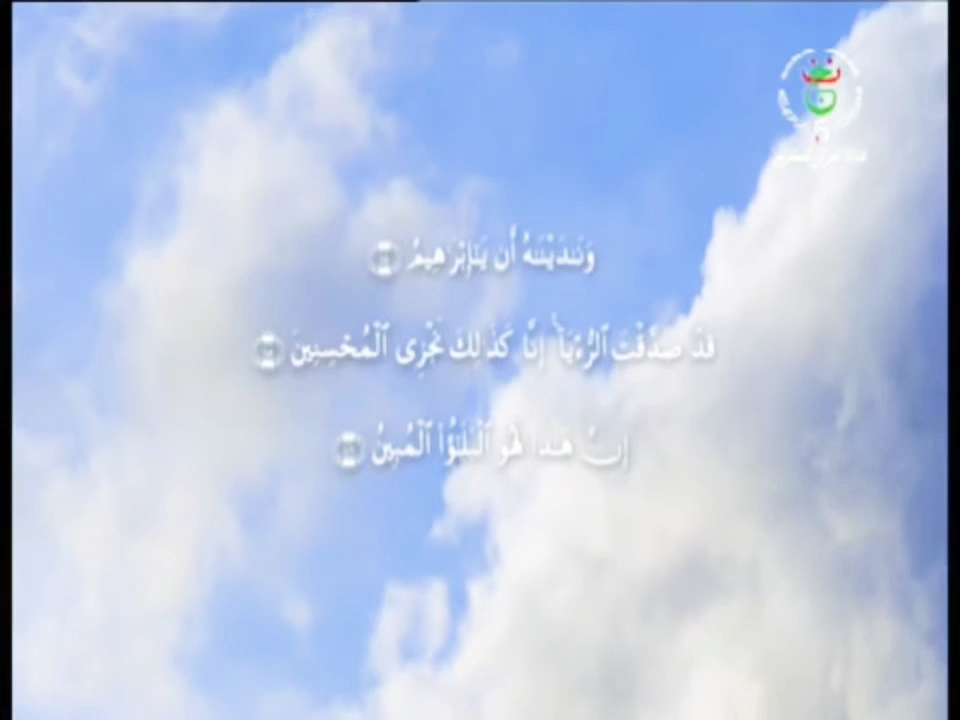 وَنَـٰدَيْنَـٰهُ أَن يَـٰٓإِبْرَٰهِيمُ
قَدْ صَدَّقْتَ ٱلرُّءْيَآ ۚ إِنَّا كَذَٰلِكَ نَجْزِى ٱلْمُحْسِنِينَ
إِنَّ هَـٰذَا لَهُوَ ٱلْبَلَـٰٓؤُا۟ ٱلْمُبِينُ